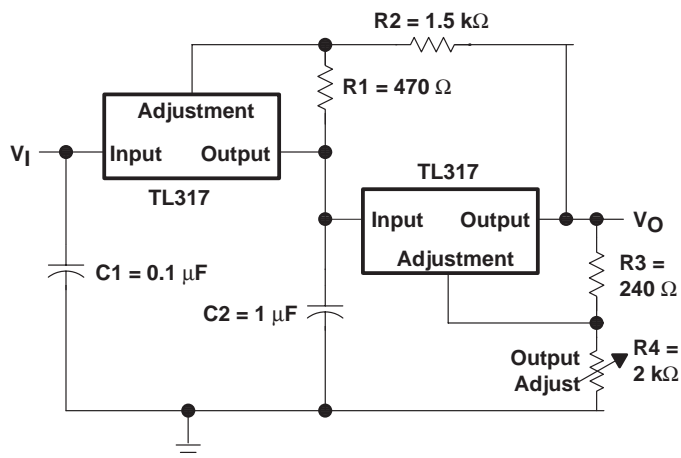 R2 = 1.5 kΩ
R1 = 470 Ω
Adjustment
VI
Input
Output
TL317
TL317
Input
Output
VO
Adjustment
R3 =
240 Ω
C1 = 0.1 μF
C2 = 1 μF
Output
Adjust
R4 =
2 kΩ